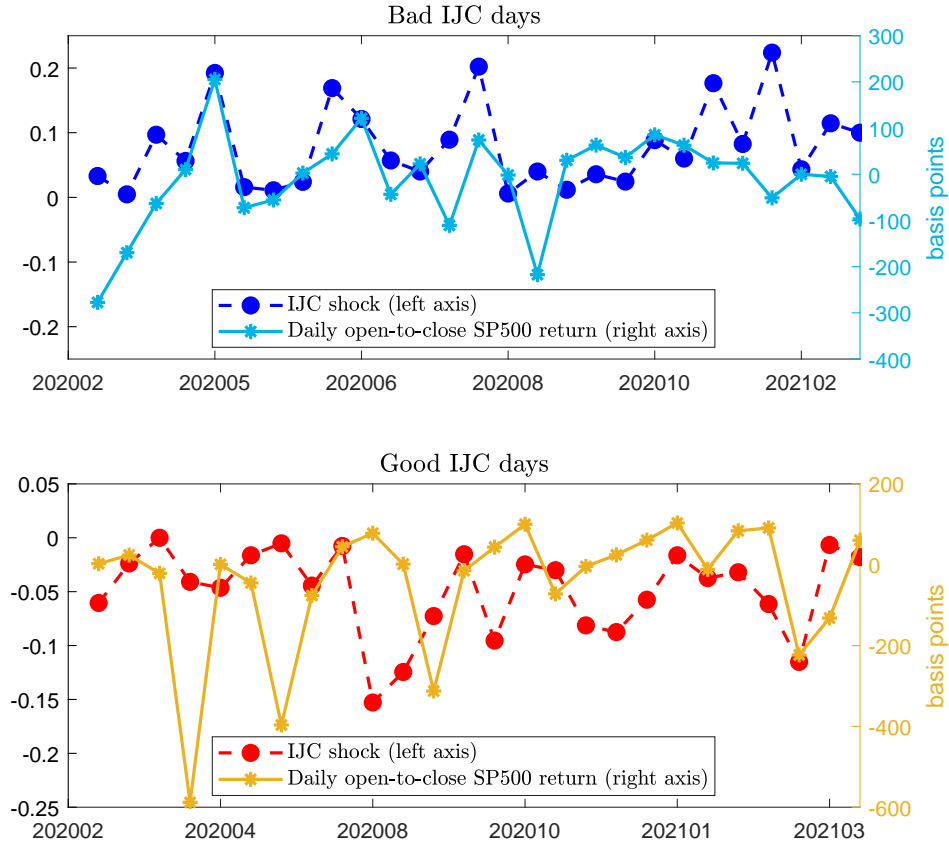 Bad IJC days
0.2
0.1
0
-0.1
-0.2
300
200
100
0
-100
-200
-300
-400
basis points
IJC shock (left axis)
Daily open-to-close SP500 return (right axis)
202002 202005 202006 202008 202010 202102
Good IJC days
0.05
0
-0.05
-0.1
-0.15
-0.2
-0.25
200
0
-200
-400
-600
basis points
IJC shock (left axis)
Daily open-to-close SP500 return (right axis)
202002 202004 202008 202010 202101 202103